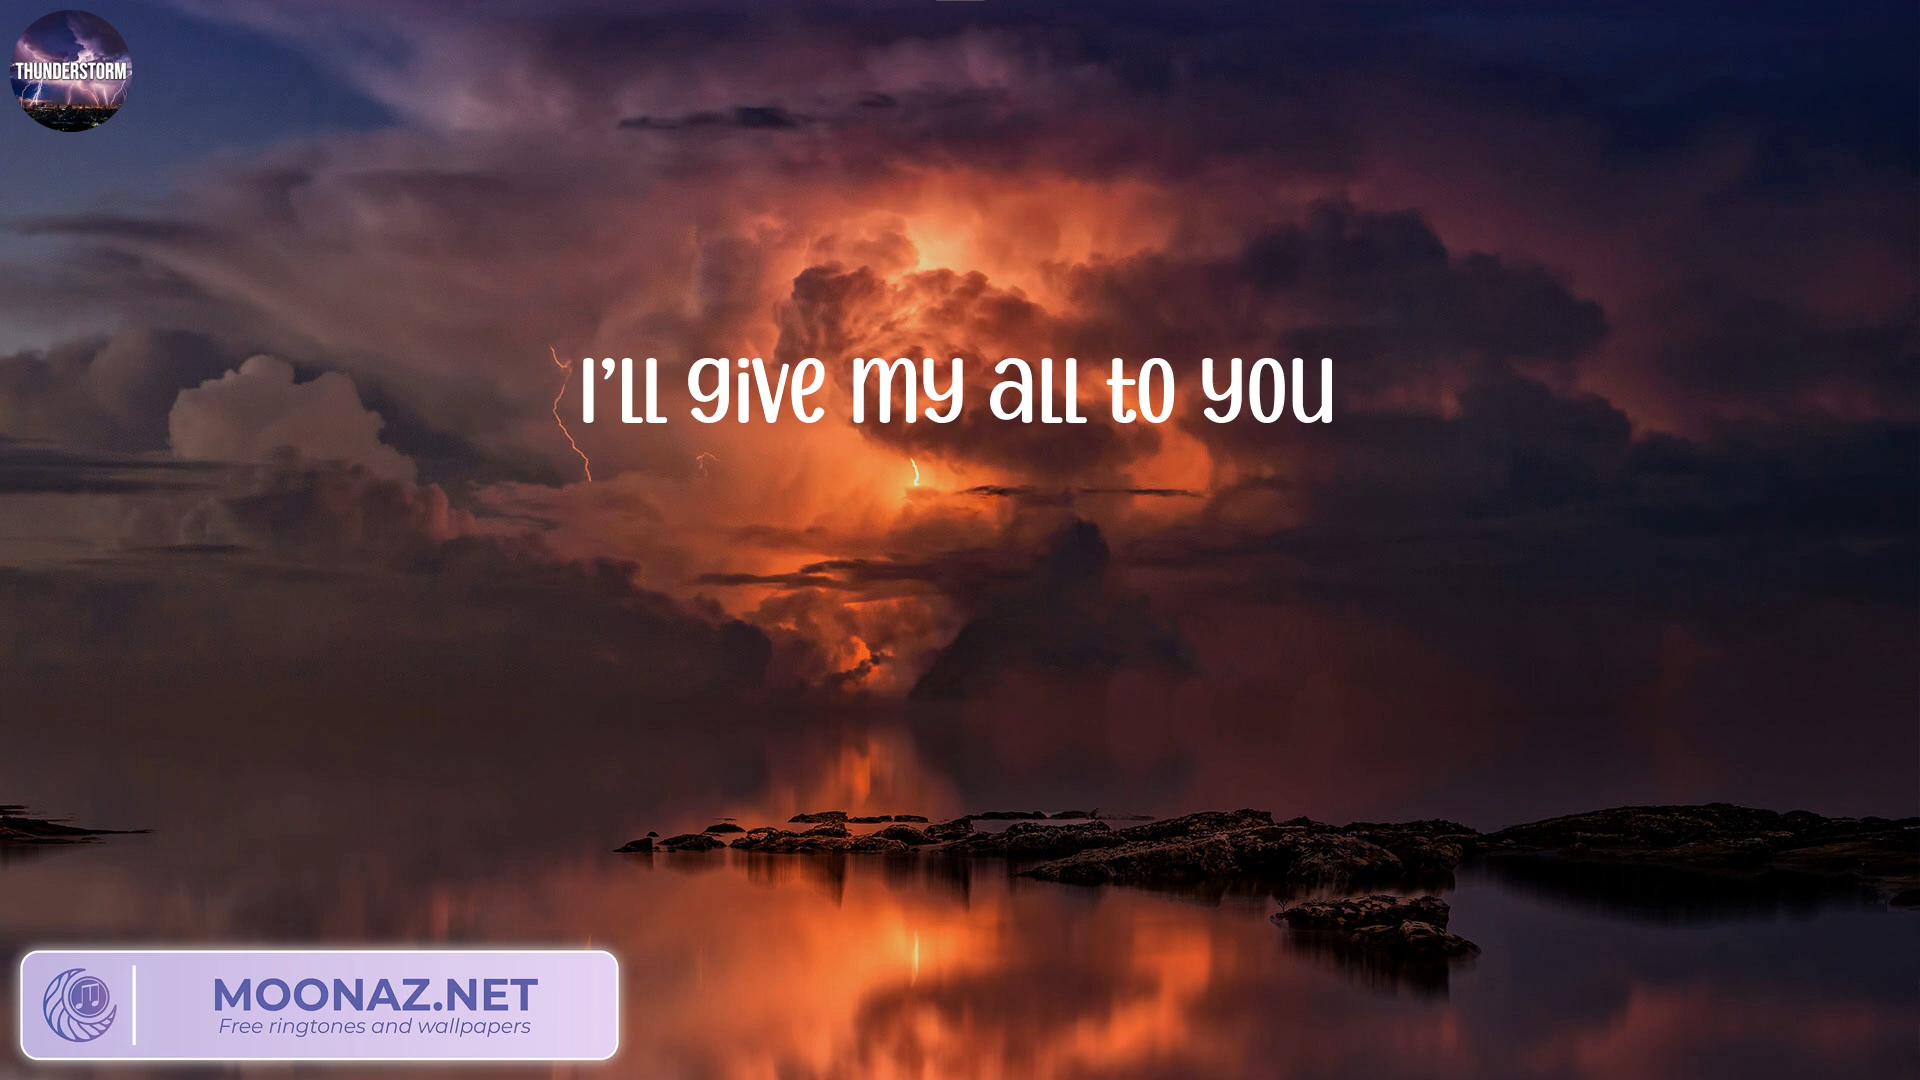 THUNDERSTORM
I'll give my all to you
MOONAZ.NET
Free ringtones and wallpapers